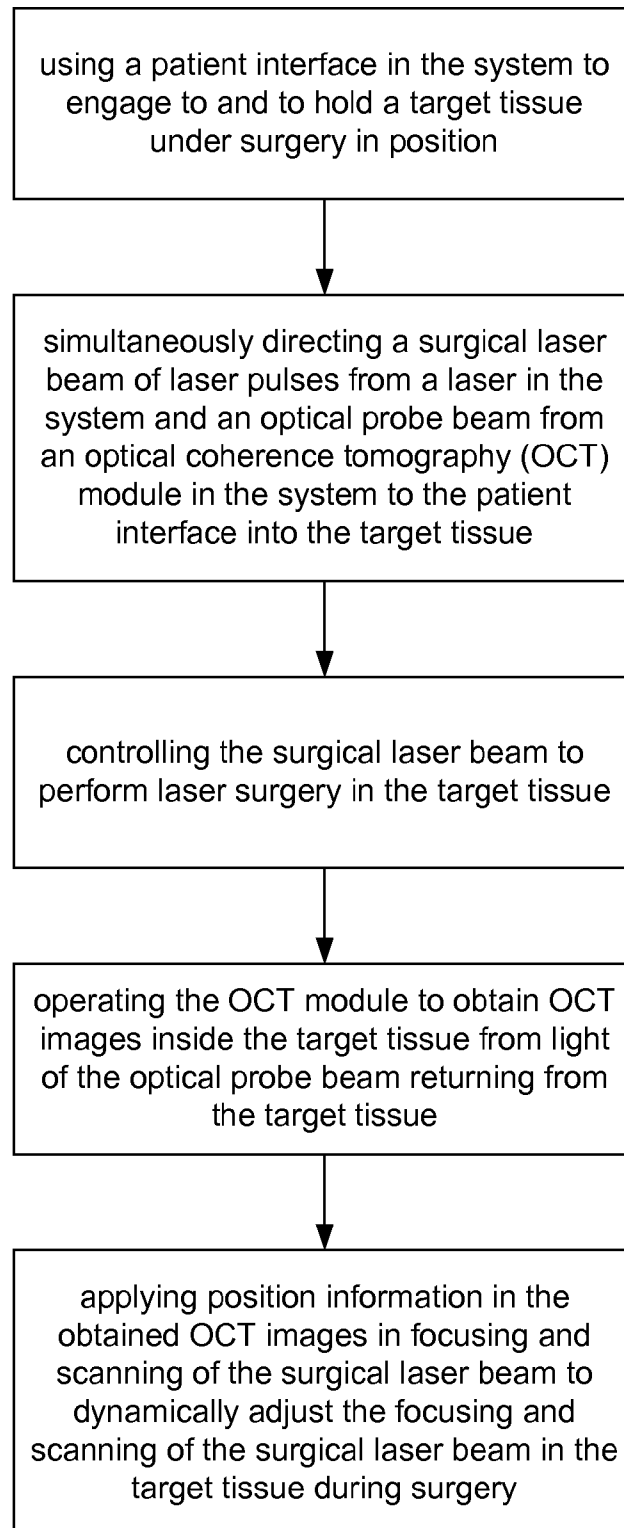 using a patient interface in the system to
engage to and to hold a target tissue
under surgery in position
simultaneously directing a surgical laser
beam of laser pulses from a laser in the
system and an optical probe beam from
an optical coherence tomography (OCT)
module in the system to the patient
interface into the target tissue
controlling the surgical laser beam to
perform laser surgery in the target tissue
operating the OCT module to obtain OCT
images inside the target tissue from light
of the optical probe beam returning from
the target tissue
applying position information in the
obtained OCT images in focusing and
scanning of the surgical laser beam to
dynamically adjust the focusing and
scanning of the surgical laser beam in the
target tissue during surgery